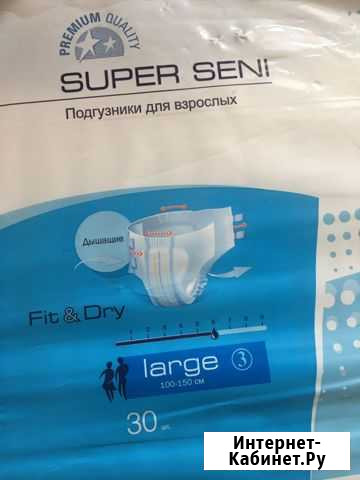 PREMIUM QUALITY
SUPER SENI
Подгузники для взрослых
Дышащие
Fit & Dry
large 3
100-150 см
30 шт.
Интернет-
Кабинет.Ру